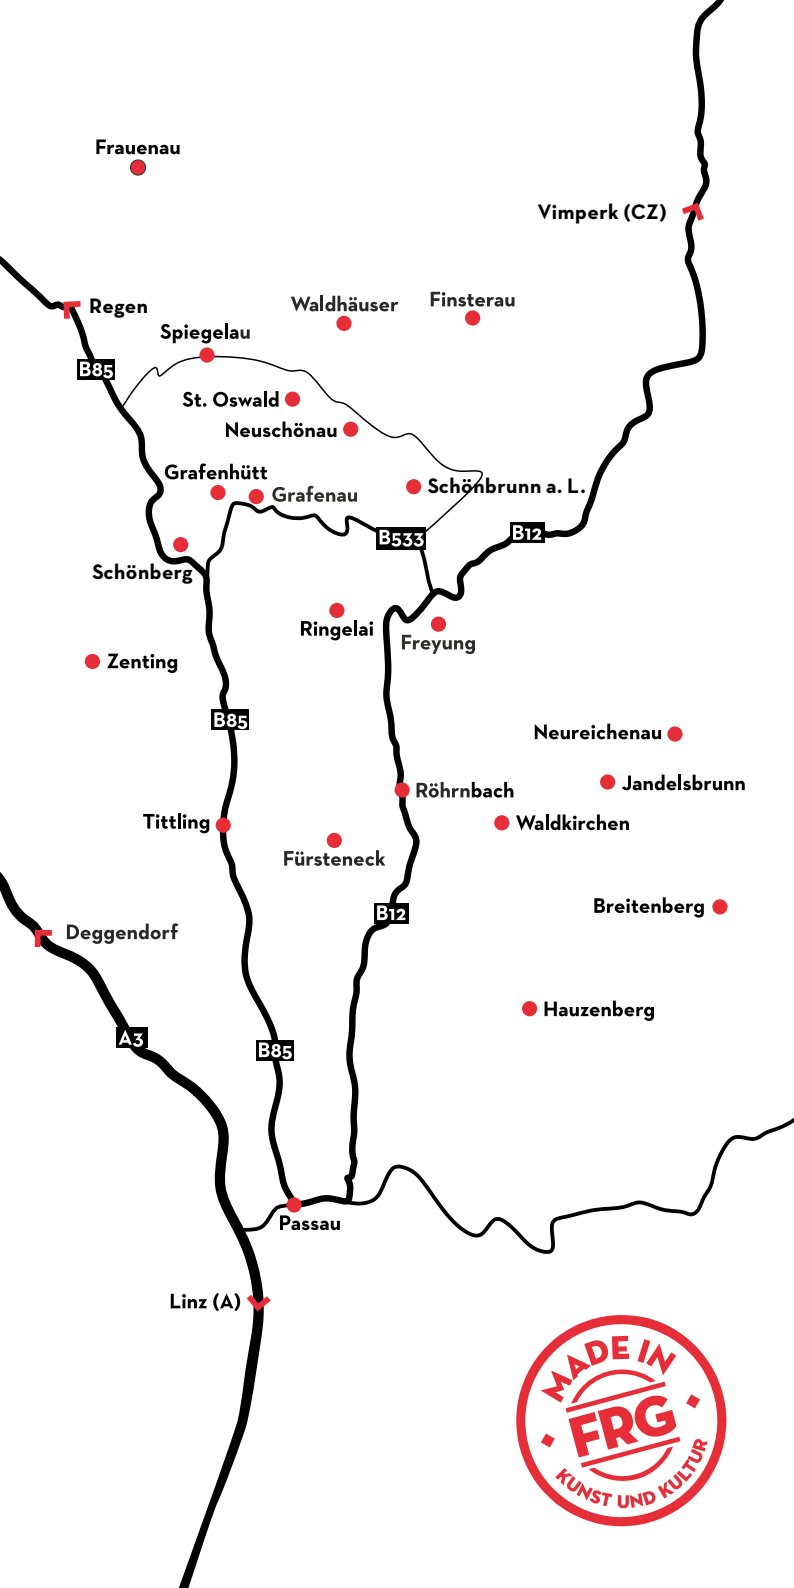 Frauenau
Vimperk (CZ)
Regen
Waldhäuser
Finsterau
Spiegelau
B85
St. Oswald
Neuschönau
Grafenhütt
Grafenau
Schönbrunn a. L.
B533
B12
Schönberg
Ringelai
Freyung
Zenting
B85
Neureichenau
Jandelsbrunn
Röhrnbach
Tittling
Waldkirchen
Fürsteneck
B12
Breitenberg
Deggendorf
Hauzenberg
A3
B85
Passau
Linz (A)
MADE IN
FRG
KUNST UND KULTUR